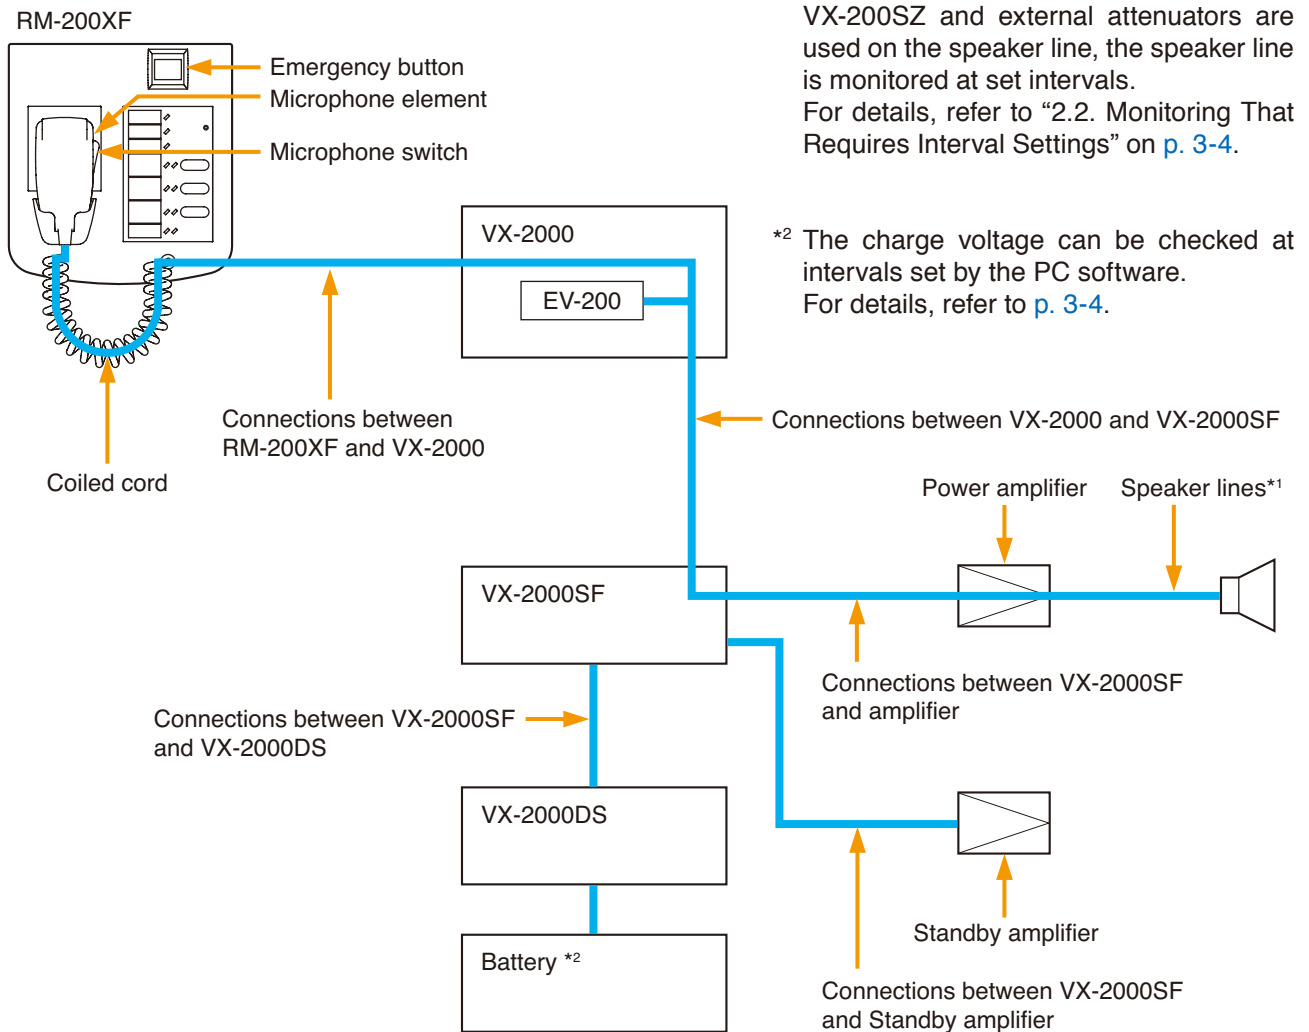 RM-200XF
Emergency button
Microphone element
Microphone switch
VX-200SZ and external attenuators are
used on the speaker line, the speaker line
is monitored at set intervals.
For details, refer to “2.2. Monitoring That
Requires Interval Settings” on p. 3-4.
*2 The charge voltage can be checked at
intervals set by the PC software.
For details, refer to p. 3-4.
VX-2000
EV-200
Connections between
RM-200XF and VX-2000
Coiled cord
Connections between VX-2000 and VX-2000SF
Power amplifier
Speaker lines*1
VX-2000SF
Connections between VX-2000SF
and amplifier
Connections between VX-2000SF
and VX-2000DS
VX-2000DS
Standby amplifier
Battery *2
Connections between VX-2000SF
and Standby amplifier